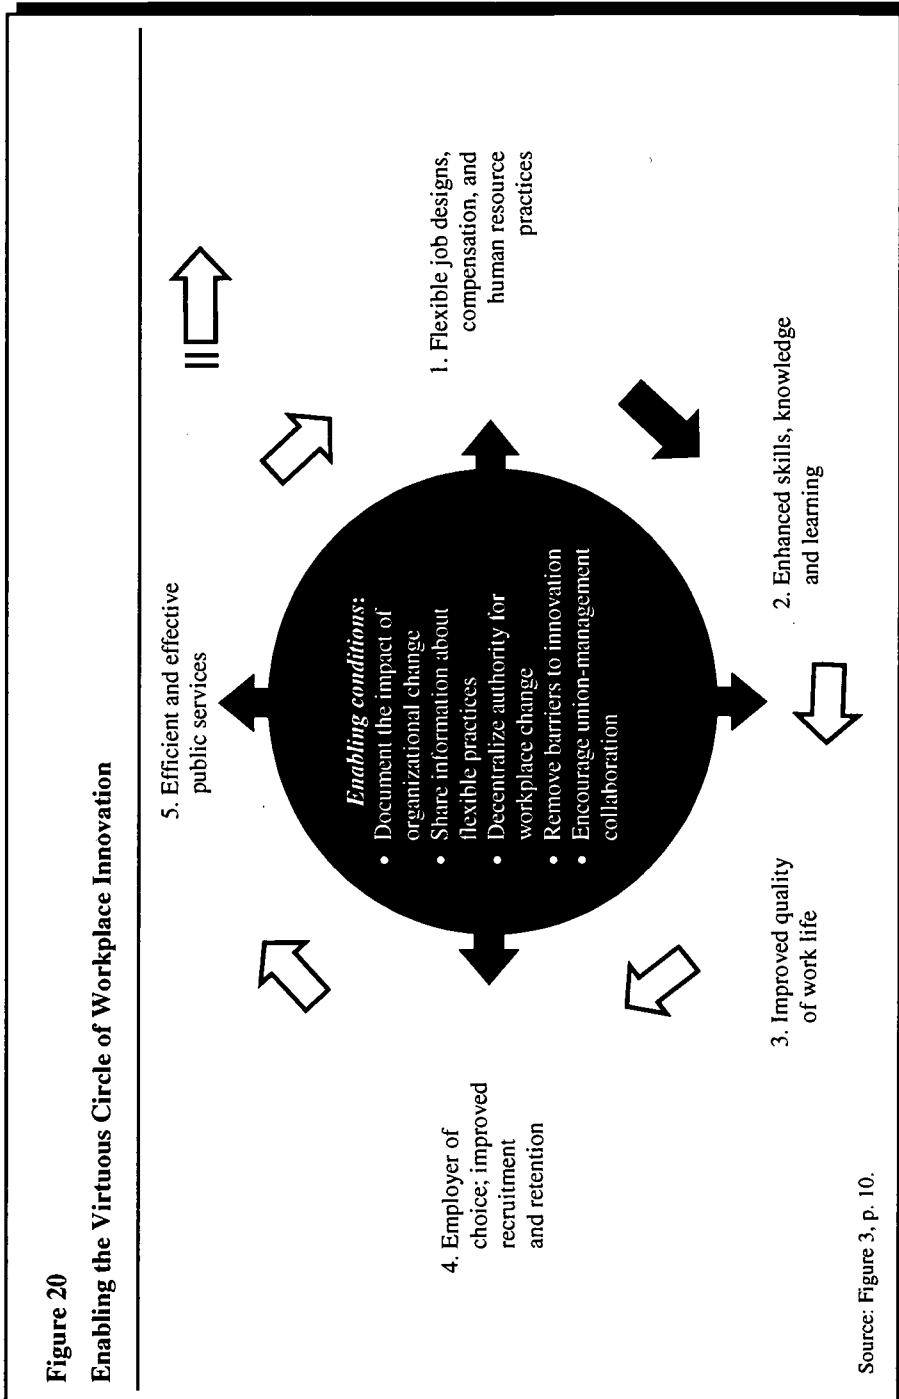 Figure 20
Enabling the Virtuous Circle of Workplace Innovation
5. Efficient and effective
public services
1. Flexible job designs,
compensation, and
human resource
practices
2. Enhanced skills, knowledge
and learning
3. Improved quality
of work life
4. Employer of
choice; improved
recruitment
and retention
Enabling conditions:
• Document the impact of
organizational change
• Share information about
flexible practices
• Decentralize authority for
workplace change
• Remove barriers to innovation
• Encourage union-management
collaboration
Source: Figure 3, p. 10.